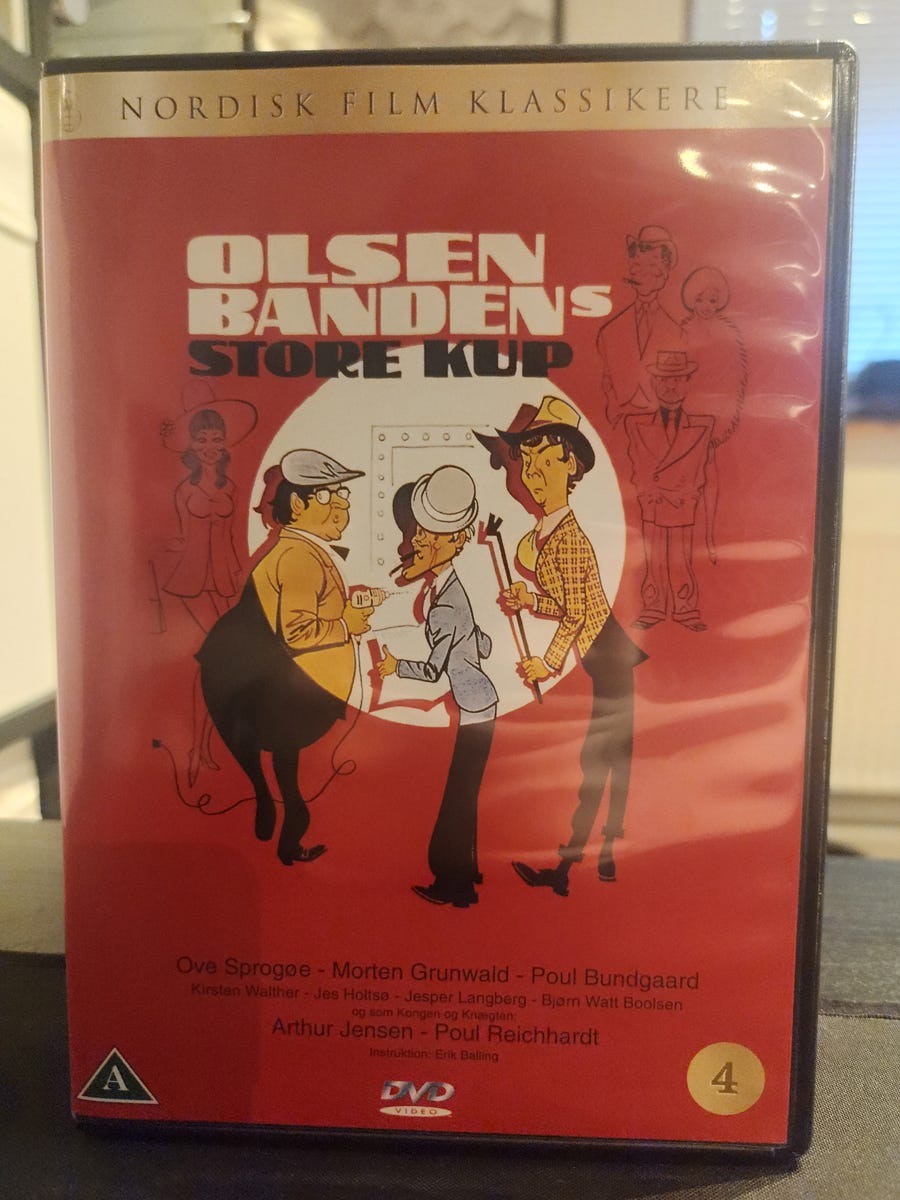 NORDISK FILM KLASSIKERE
OLSEN
BANDENS
STORE KUP
Ove Sprogøe - Morten Grunwald - Poul Bundgaard
Kirsten Walther - Jes Holtsø - Jesper Langberg - Bjørn Watt Boolsen
og som Kongen og Knægten:
Arthur Jensen - Poul Reichhardt
Instruktion: Erik Balling
A
DVD
VIDEO
4